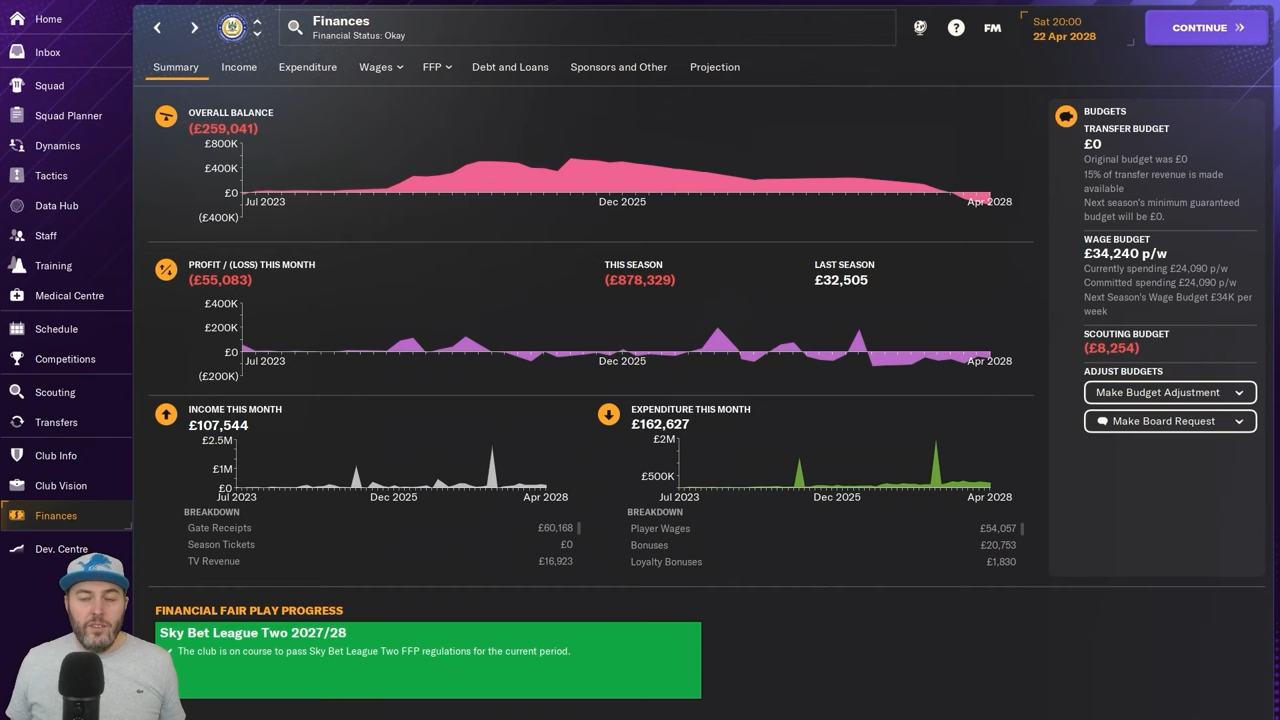 Home
Inbox
Squad
Squad Planner
Dynamics
Tactics
Data Hub
Staff
Training
Medical Centre
Schedule
Competitions
Scouting
Transfers
Club Info
Club Vision
Finances
Dev. Centre
Finances
Financial Status: Okay
?
FM
Sat 20:00
22 Apr 2028
CONTINUE
Summary Income Expenditure Wages FFP Debt and Loans Sponsors and Other Projection
OVERALL BALANCE
(£259,041)
£800K
£400K
£0
(£400K)
Jul 2023 Dec 2025 Apr 2028
PROFIT / (LOSS) THIS MONTH
(£55,083)
THIS SEASON
(£878,329)
LAST SEASON
£32,505
£400K
£200K
£0
(£200K)
Jul 2023 Dec 2025 Apr 2028
INCOME THIS MONTH
£107,544
£2.5M
£1M
£0
Jul 2023 Dec 2025 Apr 2028
BREAKDOWN
Gate Receipts £60,168
Season Tickets £0
TV Revenue £16,923
EXPENDITURE THIS MONTH
£162,627
£2M
£500K
£0
Jul 2023 Dec 2025 Apr 2028
BREAKDOWN
Player Wages £54,057
Bonuses £20,753
Loyalty Bonuses £1,830
BUDGETS
TRANSFER BUDGET
£0
Original budget was £0
15% of transfer revenue is made
available
Next season's minimum guaranteed
budget will be £0.
WAGE BUDGET
£34,240 p/w
Currently spending £24,090 p/w
Committed spending £24,090 p/w
Next Season's Wage Budget £34K per
week
SCOUTING BUDGET
(£8,254)
ADJUST BUDGETS
Make Budget Adjustment
Make Board Request
FINANCIAL FAIR PLAY PROGRESS
Sky Bet League Two 2027/28
The club is on course to pass Sky Bet League Two FFP regulations for the current period.